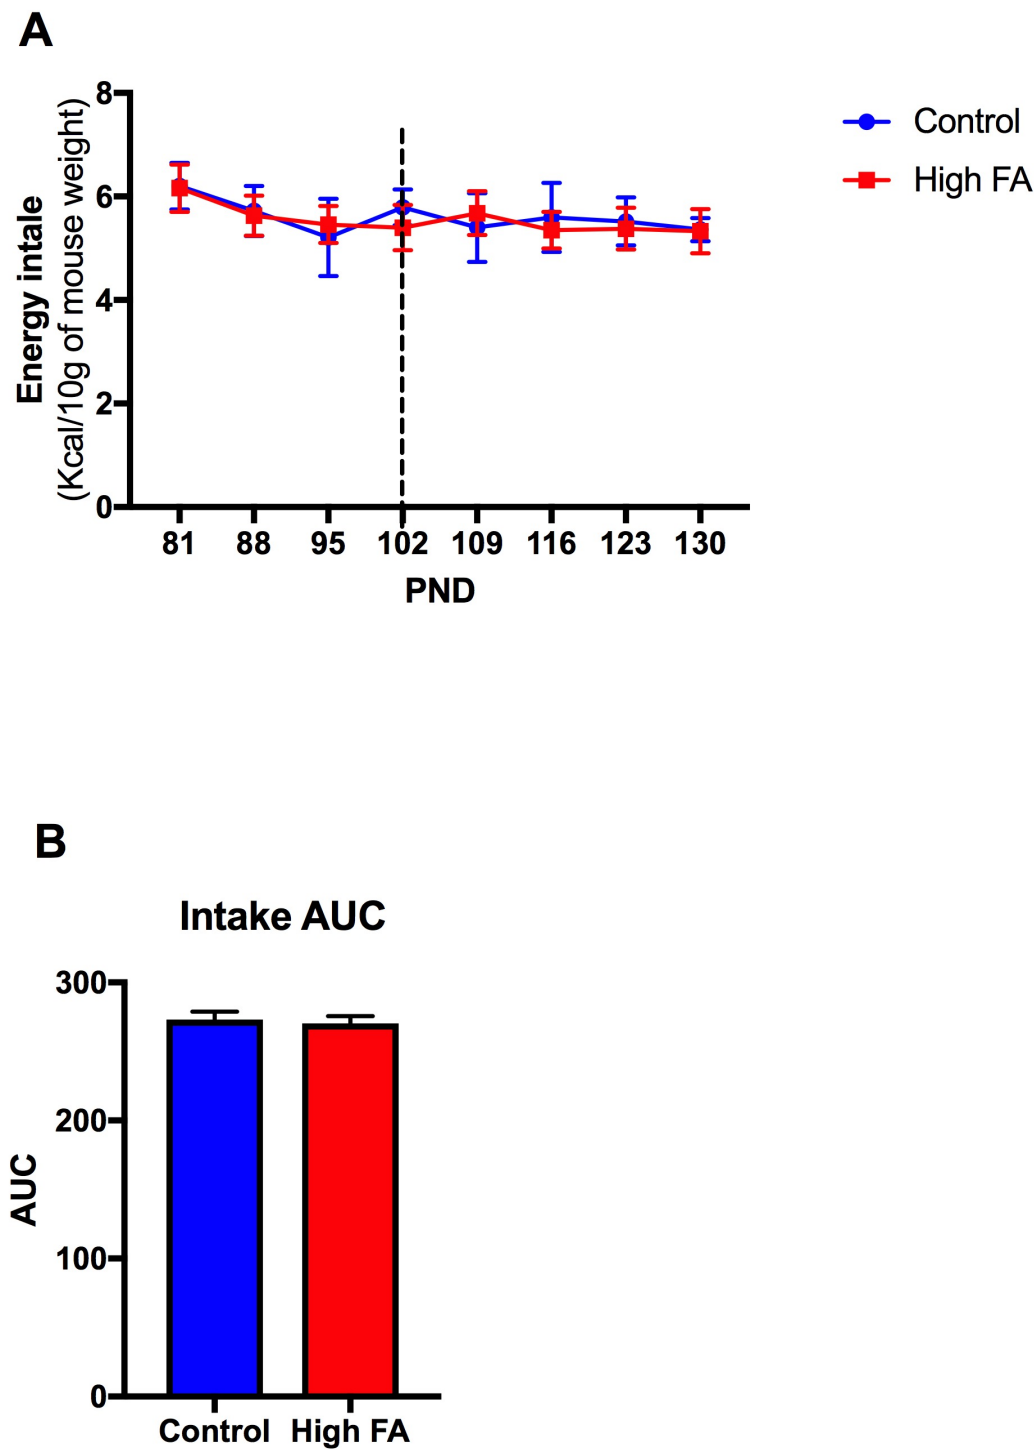 A
Energy intale
(Kcal/10g of mouse weight)
8
6
4
2
0
81 88 95 102 109 116 123 130
PND
Control
High FA
B
Intake AUC
AUC
300
200
100
0
Control High FA